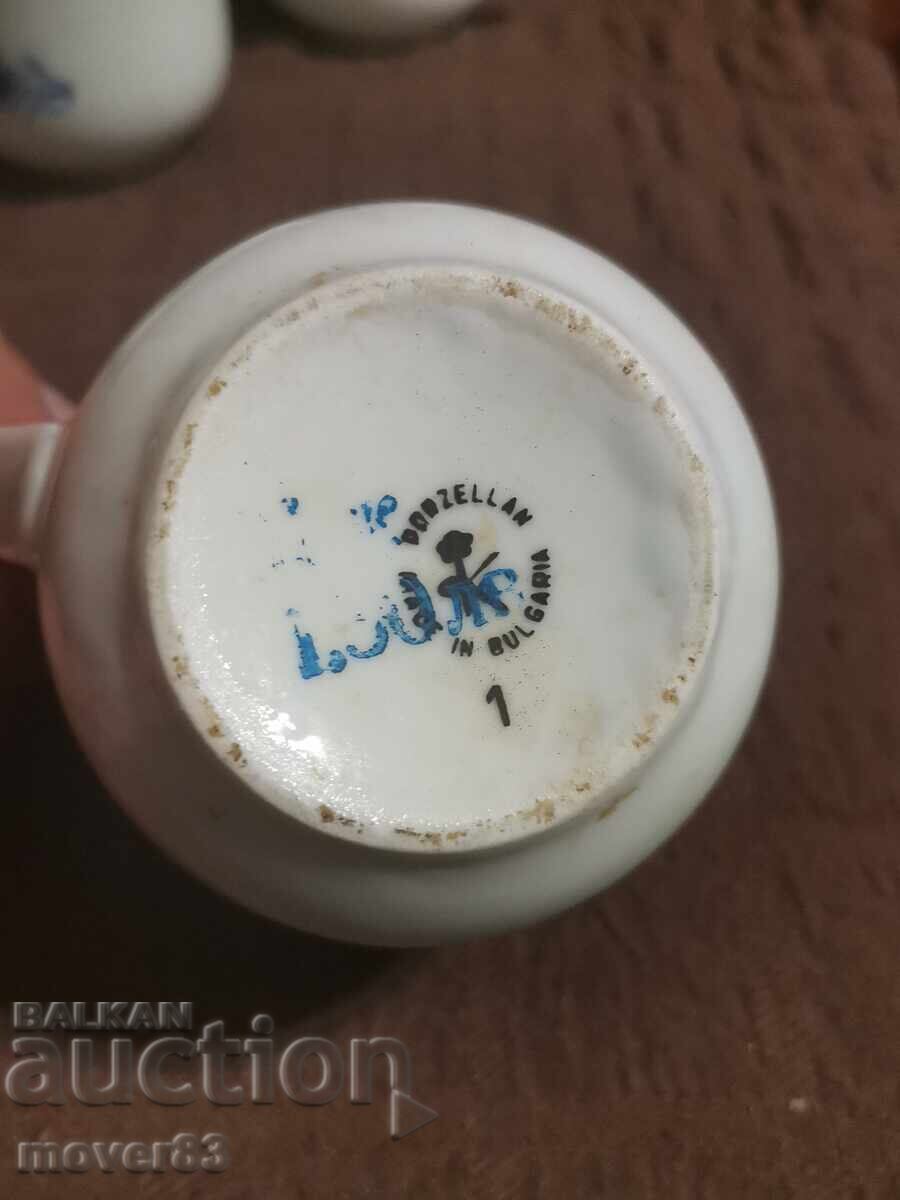 PORZELLAN
IN BULGARIA
1
BALKAN
auction
mover83